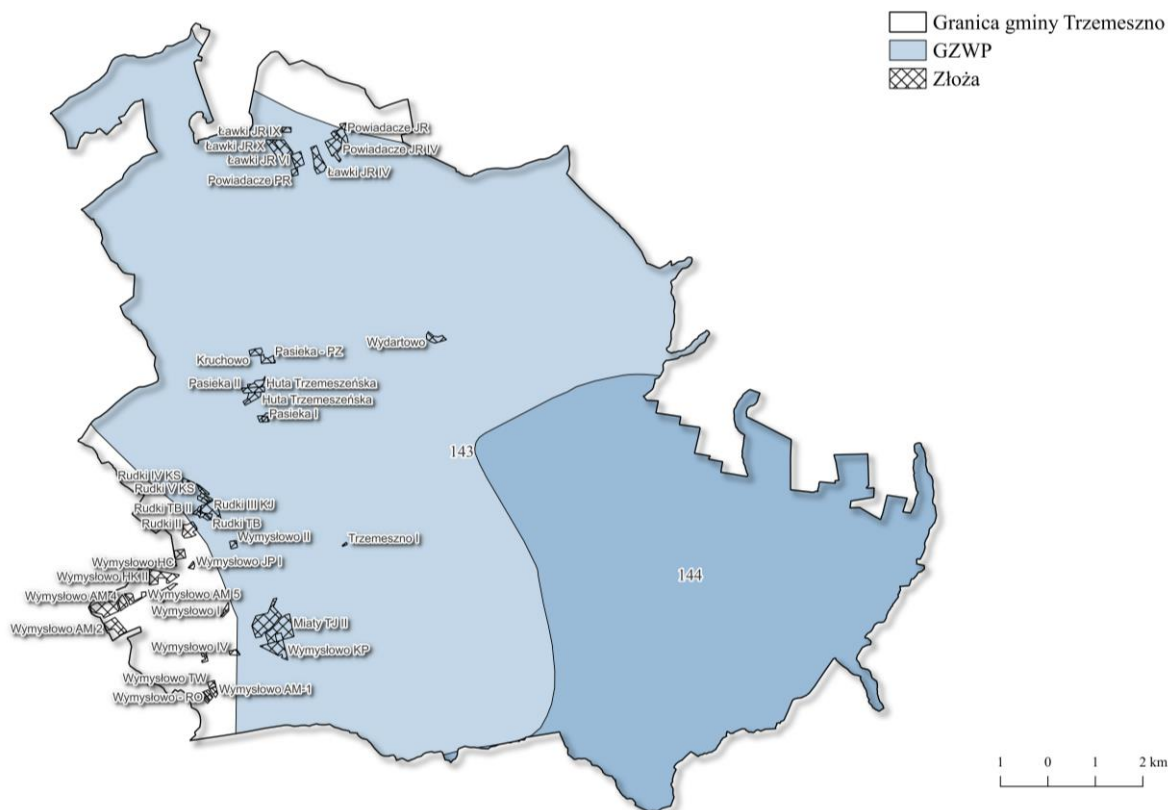 Granica gminy Trzemeszno
GZWP
Złoża
Ławki JR IX
Powiadacze JR
Ławki JR X
Powiadacze JR IV
Ławki JR VI
Ławki JR IV
Powiadacze PR
Wydartowo
Pasieka - PZ
Kruchowo
Pasieka II
Huta Trzemeszeńska
Huta Trzemeszeńska
Pasieka I
143
Rudki IV KS
Rudki V KS
Rudki III KJ
Rudki TB II
Rudki TB
Rudki II
Wymysłowo II
Trzemeszno I
Wymysłowo HC
Wymysłowo JP I
Wymysłowo HK II
144
Wymysłowo AM 4
Wymysłowo AM 5
Wymysłowo I
Wymysłowo AM 2
Miaty TJ II
Wymysłowo IV
Wymysłowo KP
Wymysłowo TW
Wymysłowo AM-1
Wymysłowo - RO
1 0 1 2 km